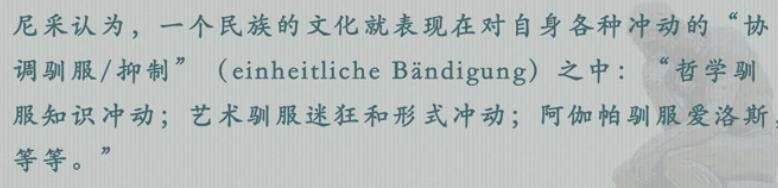 尼采认为，一个民族的文化就表现在对自身各种冲动的“协
调驯服/抑制”（einheitliche Bändigung）之中：“哲学驯
服知识冲动；艺术驯服迷狂和形式冲动；阿伽帕驯服爱洛斯，
等等。”